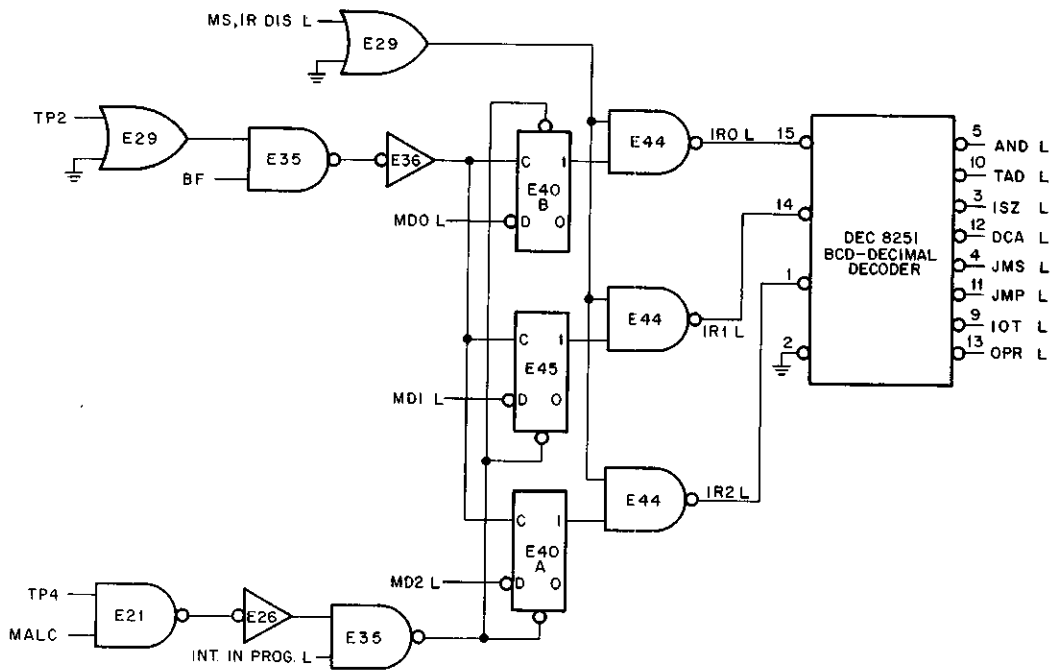 MS,IR DIS L
E29
TP2
E29
E35
BF
E36
C 1
E40
B
D 0
MD0 L
E44
IR0 L
15
14
1
2
DEC 8251
BCD-DECIMAL
DECODER
5 AND L
10 TAD L
3 ISZ L
12 DCA L
4 JMS L
11 JMP L
9 IOT L
13 OPR L
C 1
E45
D 0
MD1 L
E44
IR1 L
C 1
E40
A
D 0
MD2 L
E44
IR2 L
TP4
MALC
E21
E26
E35
INT. IN PROG. L